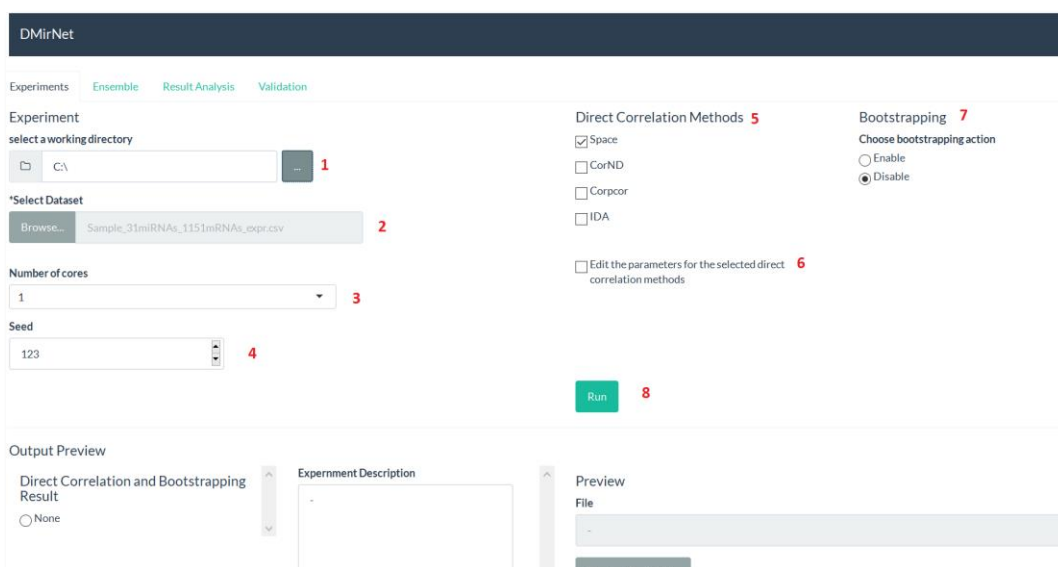 DMirNet
Experiments Ensemble Result Analysis Validation
Experiment
select a working directory
C:\ ... 1
*Select Dataset
Browse... Sample_31miRNAs_1151mRNAs_expr.csv 2
Number of cores
1 3
Seed
123 4
Direct Correlation Methods 5
Space
CorND
Corpcor
IDA
Edit the parameters for the selected direct 6
correlation methods
Bootstrapping 7
Choose bootstrapping action
Enable
Disable
Run 8
Output Preview
Direct Correlation and Bootstrapping
Result
None
Expernment Description
-
Preview
File
-